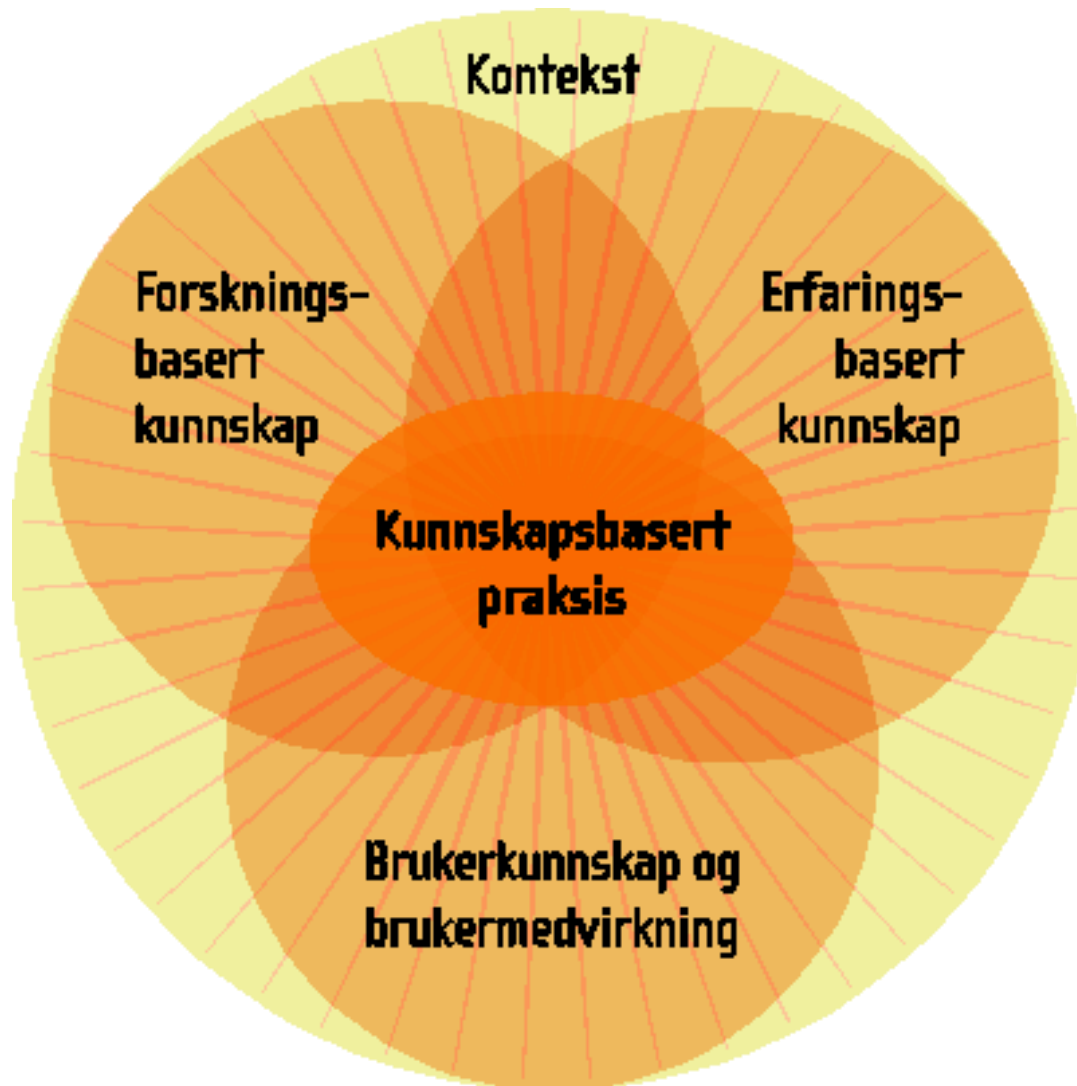 Kontekst
Forsknings-
basert
kunnskap
Erfarings-
basert
kunnskap
Kunnskapsbasert
praksis
Brukerkunnskap og
brukermedvirkning